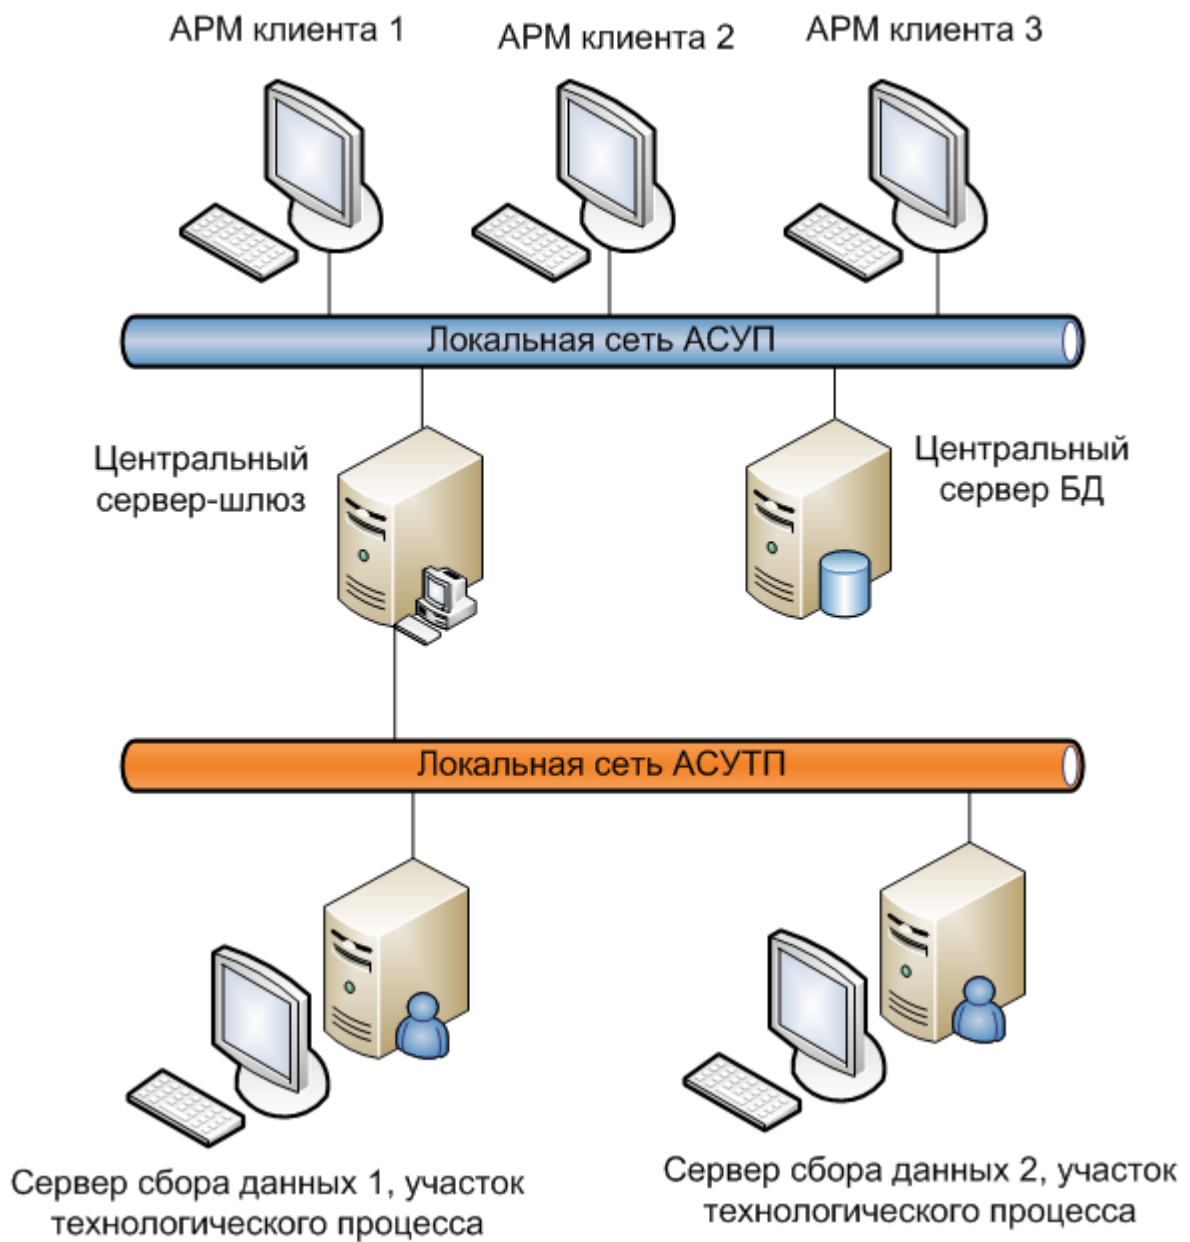 АРМ клиента 1
АРМ клиента 2
АРМ клиента 3
Локальная сеть АСУП
Центральный
сервер-шлюз
Центральный
сервер БД
Локальная сеть АСУТП
Сервер сбора данных 1, участок
технологического процесса
Сервер сбора данных 2, участок
технологического процесса